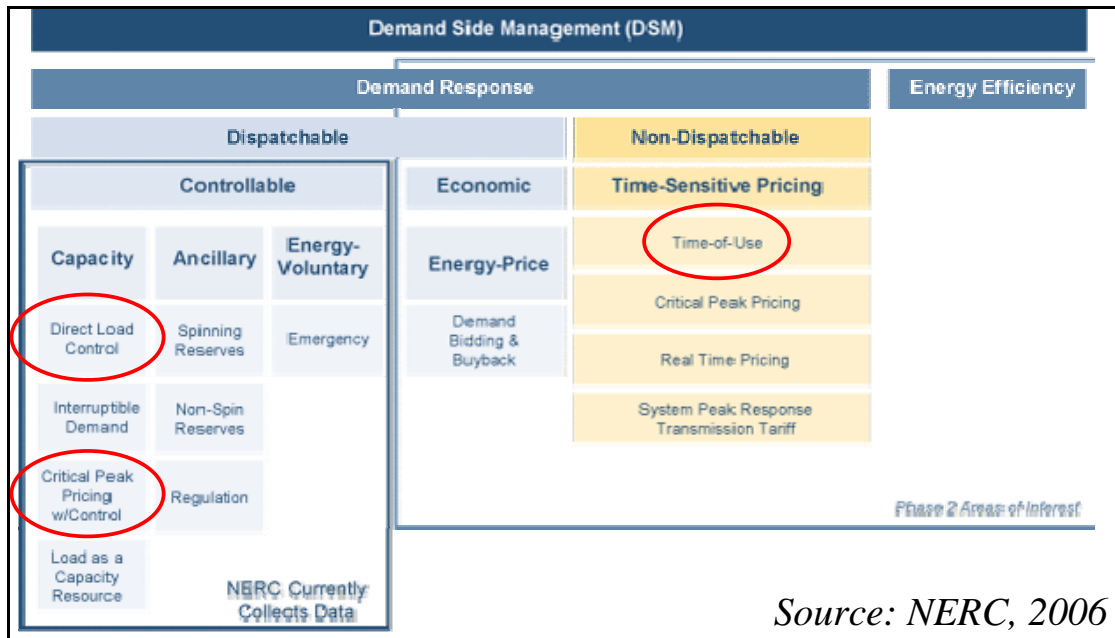 Demand Side Management (DSM)
Demand Response
Energy Efficiency
Dispatchable
Non-Dispatchable
Controllable
Economic
Time-Sensitive Pricing
Capacity
Ancillary
Energy-
Voluntary
Energy-Price
Time-of-Use
Critical Peak Pricing
Direct Load
Control
Spinning
Reserves
Emergency
Demand
Bidding &
Buyback
Real Time Pricing
Interruptible
Demand
Non-Spin
Reserves
System Peak Response
Transmission Tariff
Critical Peak
Pricing
w/Control
Regulation
Phase 2 Areas of Interest
Load as a
Capacity
Resource
NERC Currently
Collects Data
Source: NERC, 2006